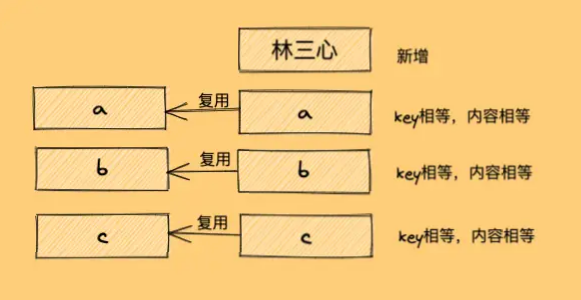 林三心 新增
a 复用 a key相等，内容相等
b 复用 b key相等，内容相等
c 复用 c key相等，内容相等